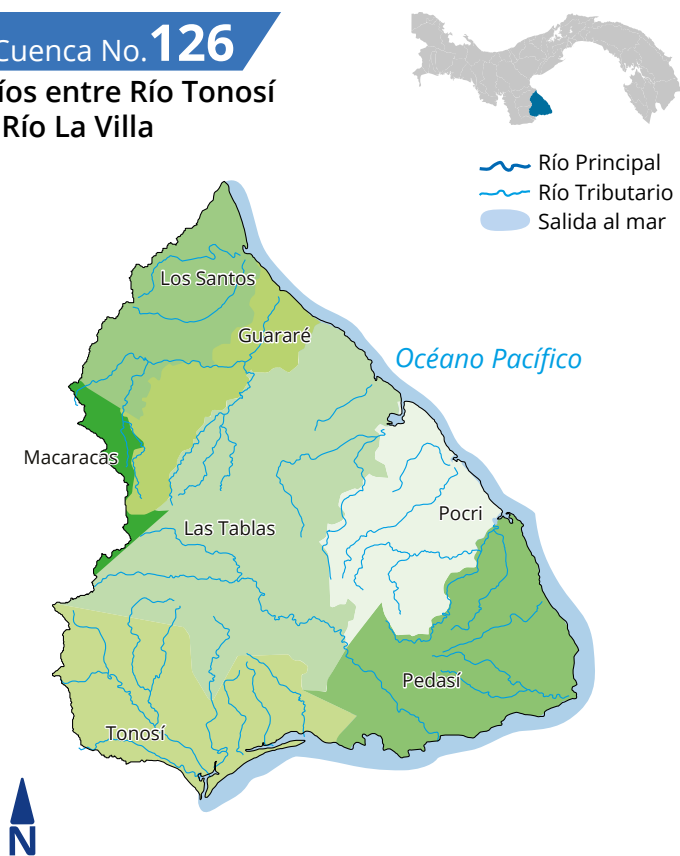 Cuenca No. 126
íos entre Río Tonosí
Río La Villa
Río Principal
Río Tributario
Salida al mar
Los Santos
Guararé
Océano Pacífico
Macaracas
Pocri
Las Tablas
Pedasí
Tonosí
N